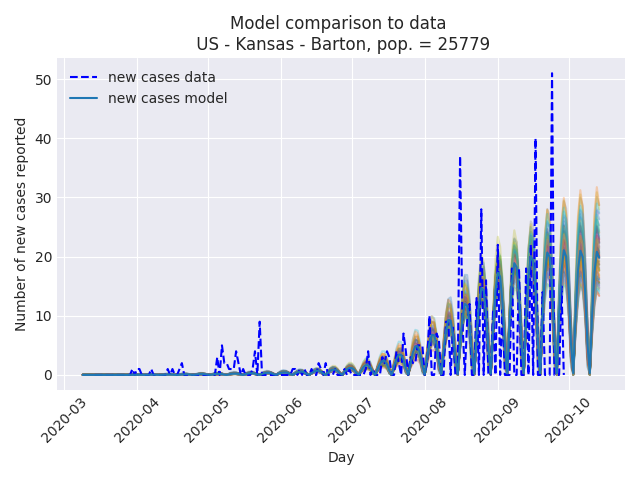 Model comparison to data
US - Kansas - Barton, pop. = 25779
new cases data
new cases model
Number of new cases reported
50
40
30
20
10
0
2020-03
2020-04
2020-05
2020-06
2020-07
2020-08
2020-09
2020-10
Day